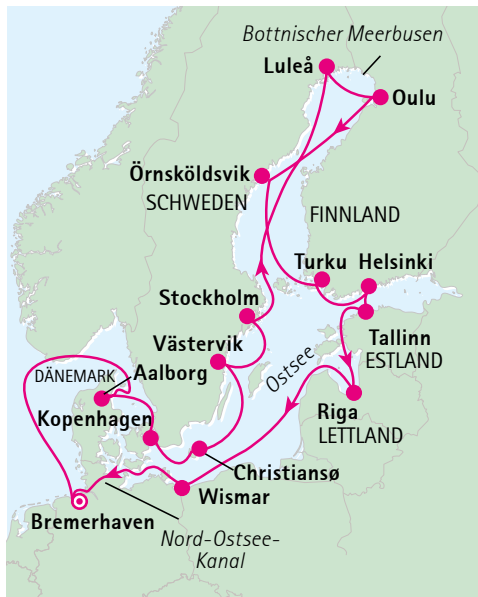 Bottnischer Meerbusen
Luleå
Oulu
Örnsköldsvik
SCHWEDEN
FINNLAND
Turku
Helsinki
Stockholm
Tallinn
ESTLAND
Västervik
Ostsee
DÄNEMARK
Aalborg
Kopenhagen
Riga
LETTLAND
Christiansø
Wismar
Bremerhaven
Nord-Ostsee-
Kanal